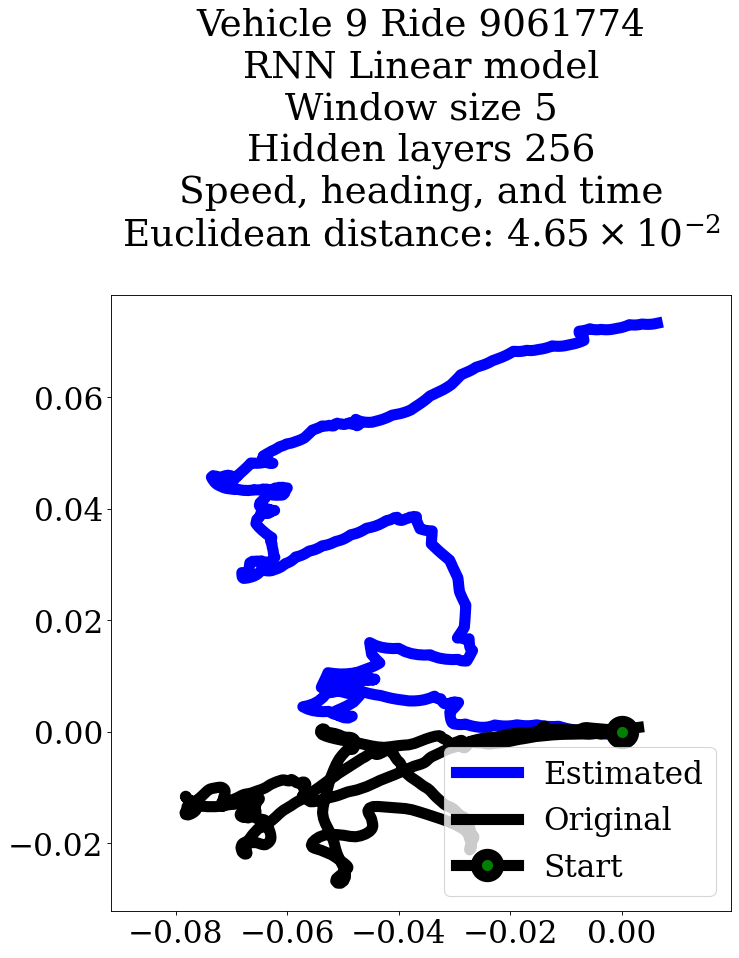 Vehicle 9 Ride 9061774
RNN Linear model
Window size 5
Hidden layers 256
Speed, heading, and time
Euclidean distance: 4.65 × 10⁻²
0.06
0.04
0.02
0.00
−0.02
Estimated
Original
Start
−0.08 −0.06 −0.04 −0.02 0.00